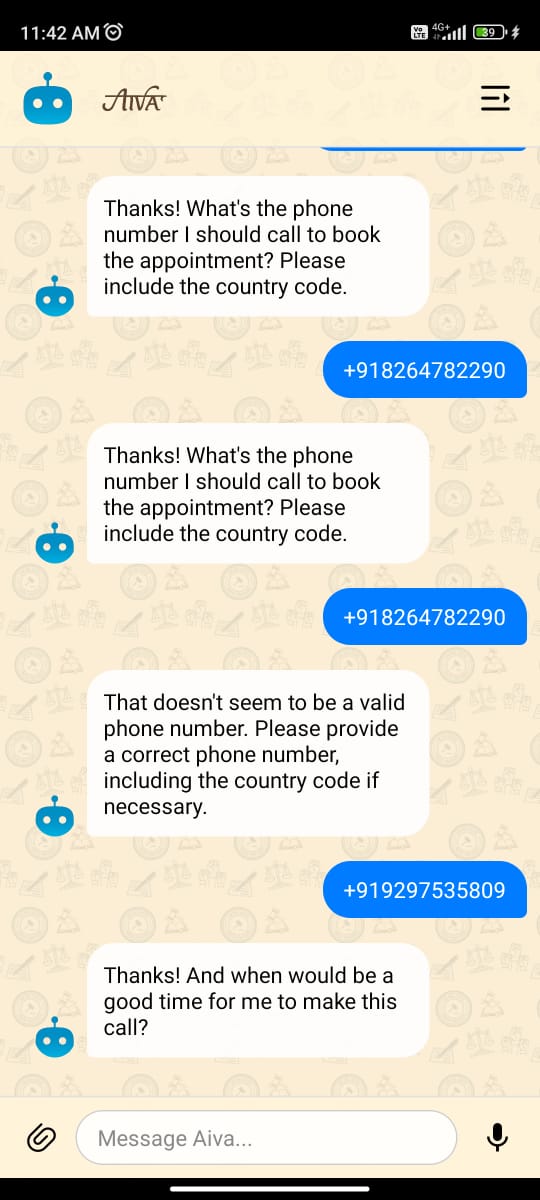 11:42 AM
Vo LTE 4G+ 39
AIVA
Thanks! What's the phone
number I should call to book
the appointment? Please
include the country code.
+918264782290
Thanks! What's the phone
number I should call to book
the appointment? Please
include the country code.
+918264782290
That doesn't seem to be a valid
phone number. Please provide
a correct phone number,
including the country code if
necessary.
+919297535809
Thanks! And when would be a
good time for me to make this
call?
Message Aiva...